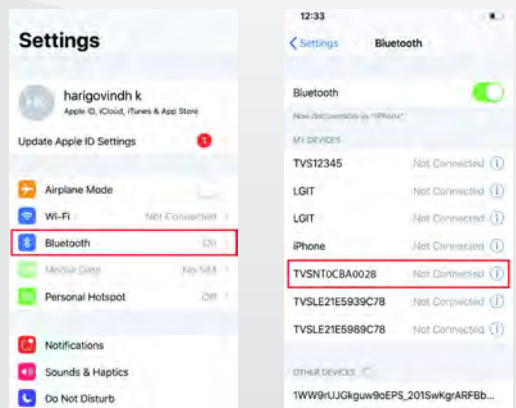 Settings
harigovindh k
Apple ID, iCloud, iTunes & App Store
Update Apple ID Settings 1
Airplane Mode
Wi-Fi Not Connected
Bluetooth On
Mobile Data No SIM
Personal Hotspot Off
Notifications
Sounds & Haptics
Do Not Disturb
12:33
Settings Bluetooth
Bluetooth
Now discoverable as "iPhone"
MY DEVICES
TVS12345 Not Connected
LGIT Not Connected
LGIT Not Connected
iPhone Not Connected
TVSNT0CBA0028 Not Connected
TVSLE21E5939C78 Not Connected
TVSLE21E5989C78 Not Connected
OTHER DEVICES
1WW9rUJGkguw9oEPS_201SwKgrARFBb...